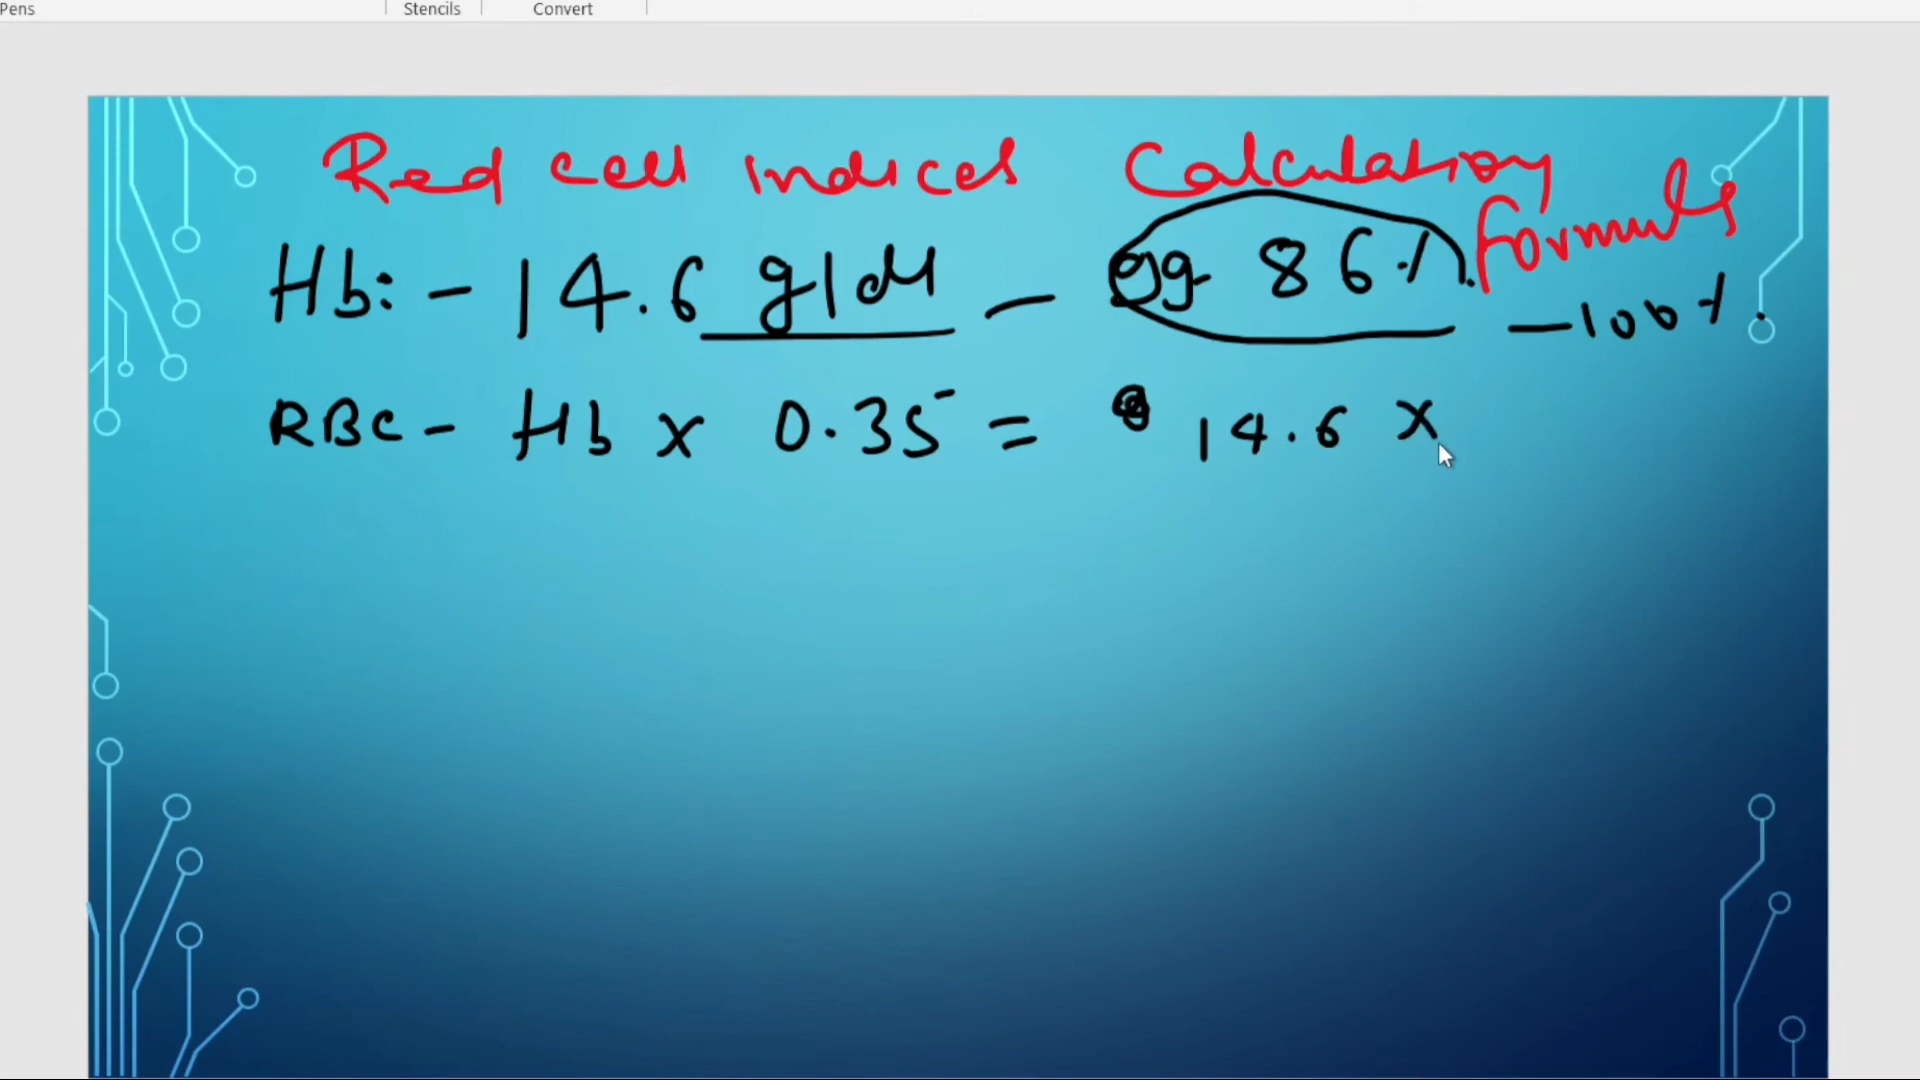 Pens Stencils Convert
Red cell indices Calculation
Formula
Hb:- 14.6 g/dl — eg 86%. — 100%.
RBC - Hb x 0.35 = 14.6 x